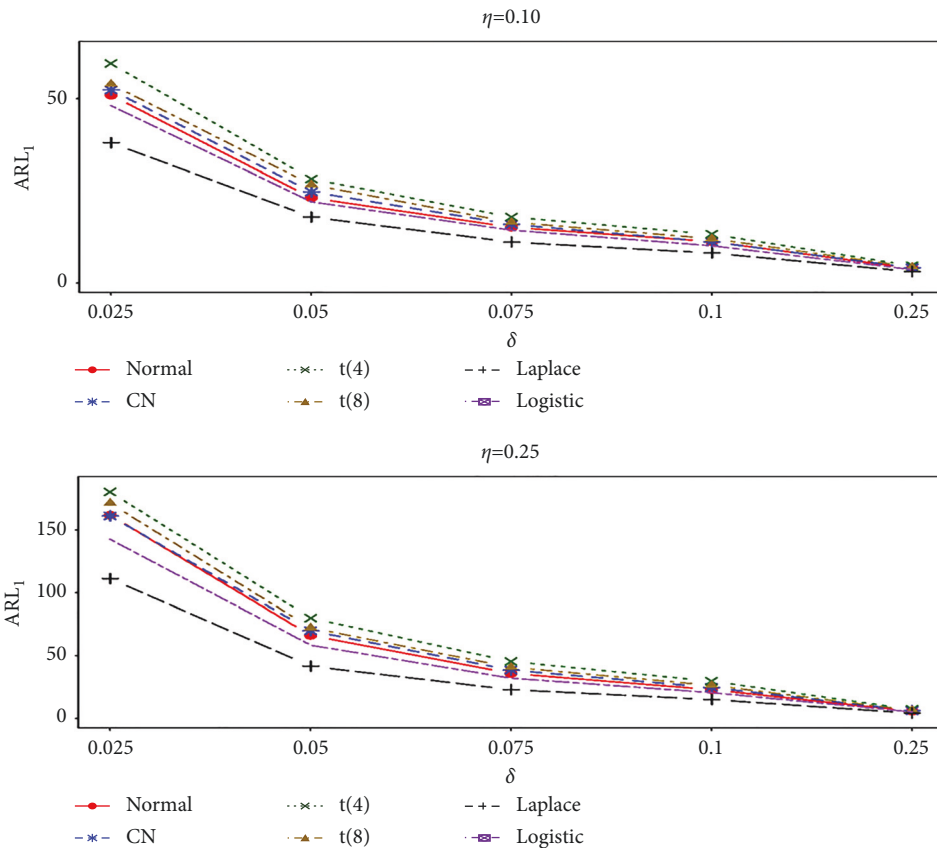 η=0.10
50
0
ARL₁
0.025 0.05 0.075 0.1 0.25
δ
Normal t(4) Laplace
CN t(8) Logistic
η=0.25
150
100
50
0
ARL₁
0.025 0.05 0.075 0.1 0.25
δ
Normal t(4) Laplace
CN t(8) Logistic